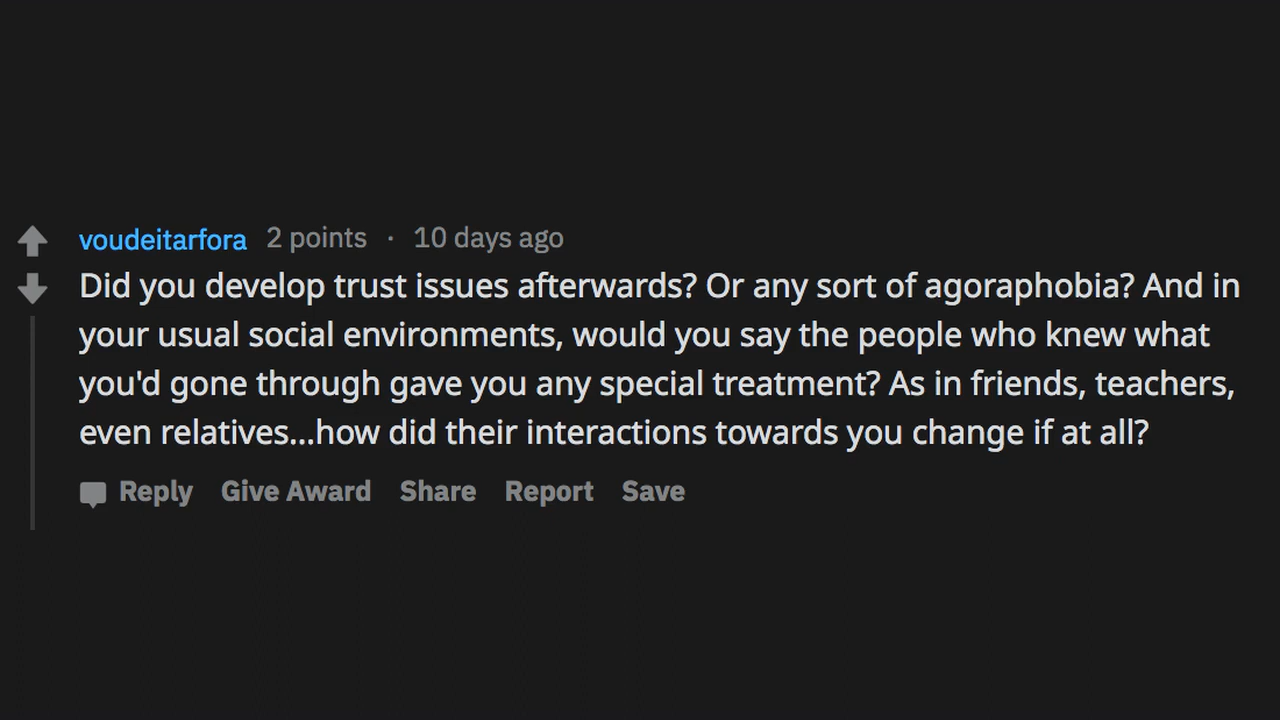 voudeitarfora 2 points · 10 days ago
Did you develop trust issues afterwards? Or any sort of agoraphobia? And in
your usual social environments, would you say the people who knew what
you'd gone through gave you any special treatment? As in friends, teachers,
even relatives...how did their interactions towards you change if at all?
Reply Give Award Share Report Save